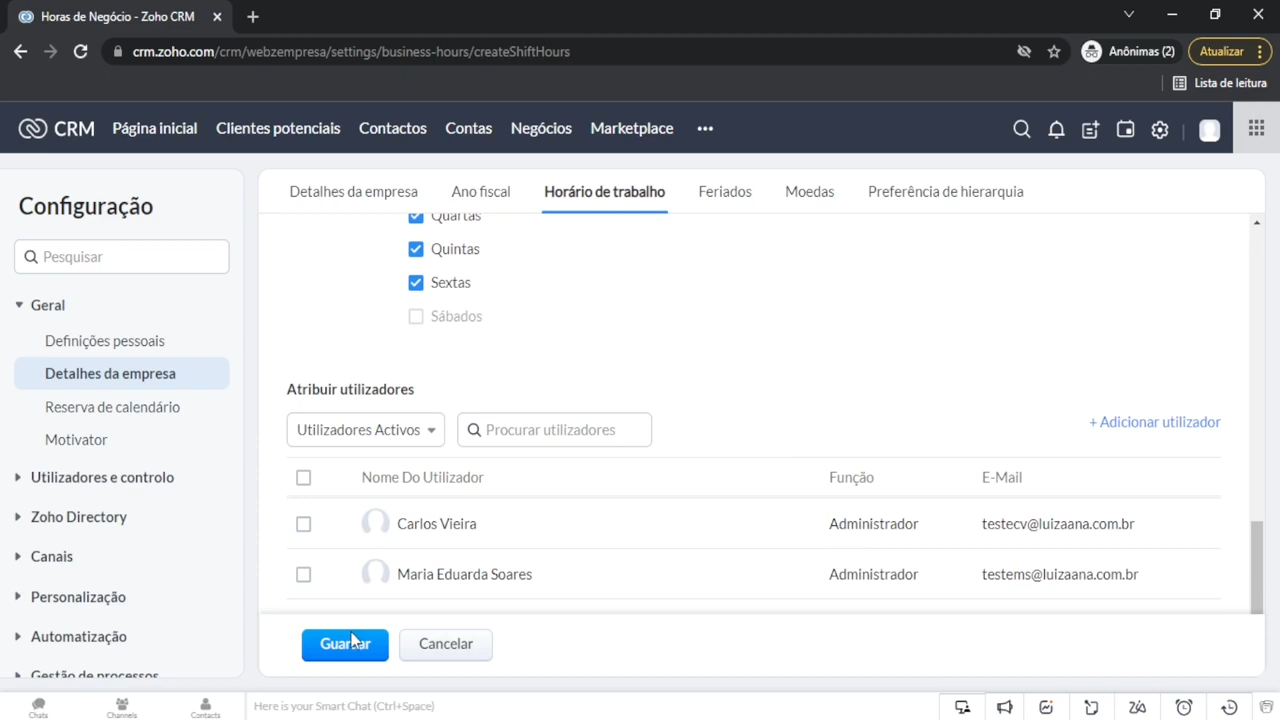 Horas de Negócio - Zoho CRM
crm.zoho.com/crm/webzempresa/settings/business-hours/createShiftHours
Anônimas (2)
Atualizar
Lista de leitura
CRM
Página inicial
Clientes potenciais
Contactos
Contas
Negócios
Marketplace
Configuração
Pesquisar
Geral
Definições pessoais
Detalhes da empresa
Reserva de calendário
Motivator
Utilizadores e controlo
Zoho Directory
Canais
Personalização
Automatização
Gestão de processos
Detalhes da empresa
Ano fiscal
Horário de trabalho
Feriados
Moedas
Preferência de hierarquia
Quartas
Quintas
Sextas
Sábados
Atribuir utilizadores
Utilizadores Activos
Procurar utilizadores
+ Adicionar utilizador
Nome Do Utilizador Função E-Mail
Carlos Vieira Administrador testecv@luizaana.com.br
Maria Eduarda Soares Administrador testems@luizaana.com.br
Guardar
Cancelar
Chats
Channels
Contacts
Here is your Smart Chat (Ctrl+Space)